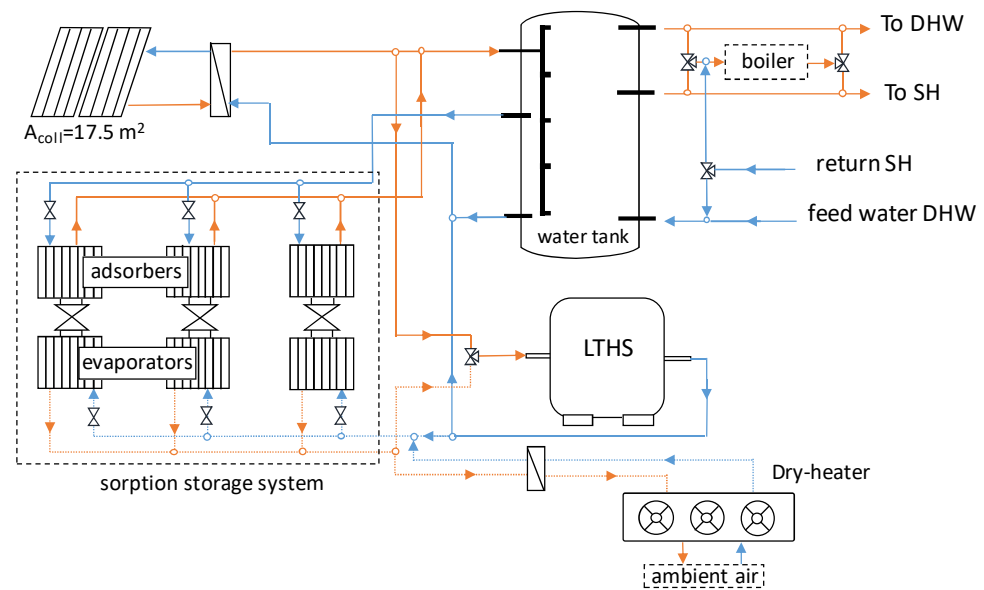 To DHW
boiler
To SH
A_coll=17.5 m²
return SH
feed water DHW
water tank
adsorbers
evaporators
LTHS
sorption storage system
Dry-heater
ambient air